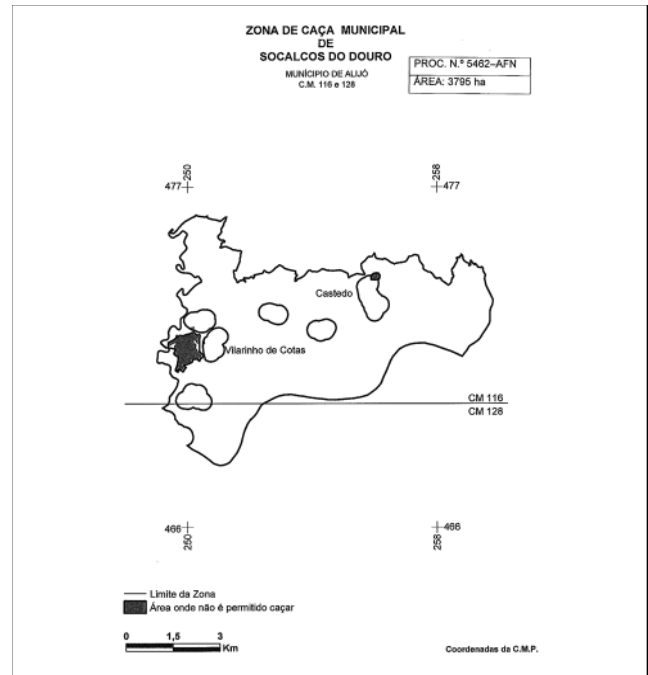 ZONA DE CAÇA MUNICIPAL
DE
SOCALCOS DO DOURO
MUNÍCIPIO DE ALIJÓ
C.M. 116 e 128
PROC. N.º 5462–AFN
ÁREA: 3795 ha
250
477
258
477
Castedo
Vilarinho de Cotas
CM 116
CM 128
466
250
466
258
Limite da Zona
Área onde não é permitido caçar
0 1,5 3
Km
Coordenadas da C.M.P.